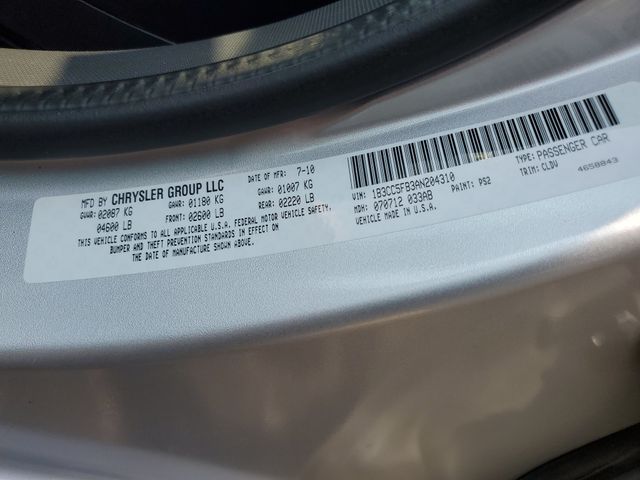 MFD BY CHRYSLER GROUP LLC DATE OF MFR. 7-10
GVWR: 02087 KG GAWR: 01180 KG GAWR: 01007 KG
04600 LB FRONT: 02600 LB REAR: 02220 LB
THIS VEHICLE CONFORMS TO ALL APPLICABLE U.S.A. FEDERAL MOTOR VEHICLE SAFETY,
BUMPER AND THEFT PREVENTION STANDARDS IN EFFECT ON
THE DATE OF MANUFACTURE SHOWN ABOVE.
VIN: 1B3CC5FB3AN204310 TYPE: PASSENGER CAR
MDH: 070712 033AB PAINT: PS2 TRIM: CLDV
VEHICLE MADE IN U.S.A. 4658843